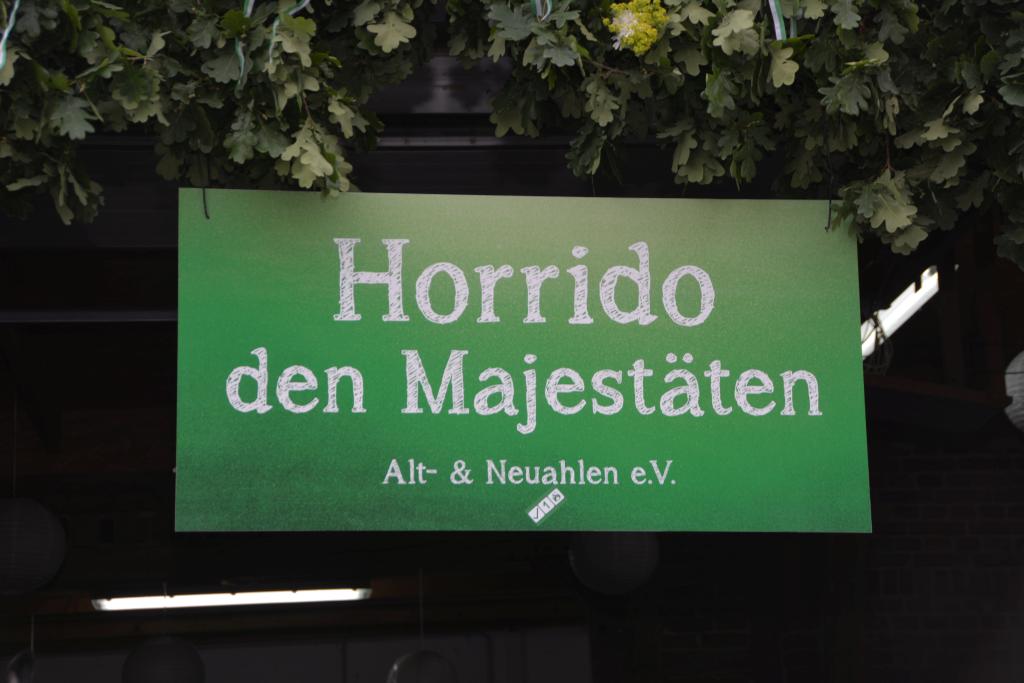 Horrido
den Majestäten
Alt- & Neuahlen e.V.